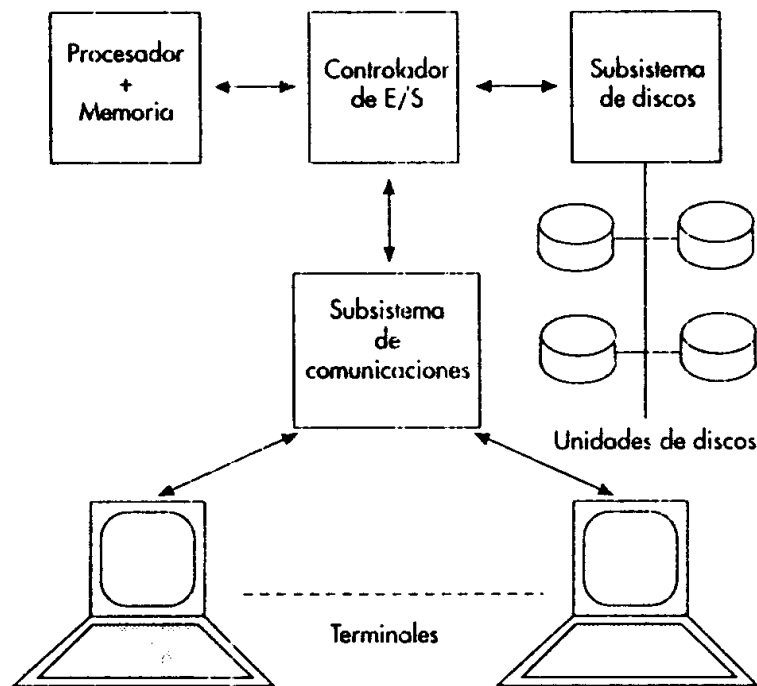 Procesador
+
Memoria
Controlador
de E/S
Subsistema
de discos
Subsistema
de
comunicaciones
Unidades de discos
Terminales